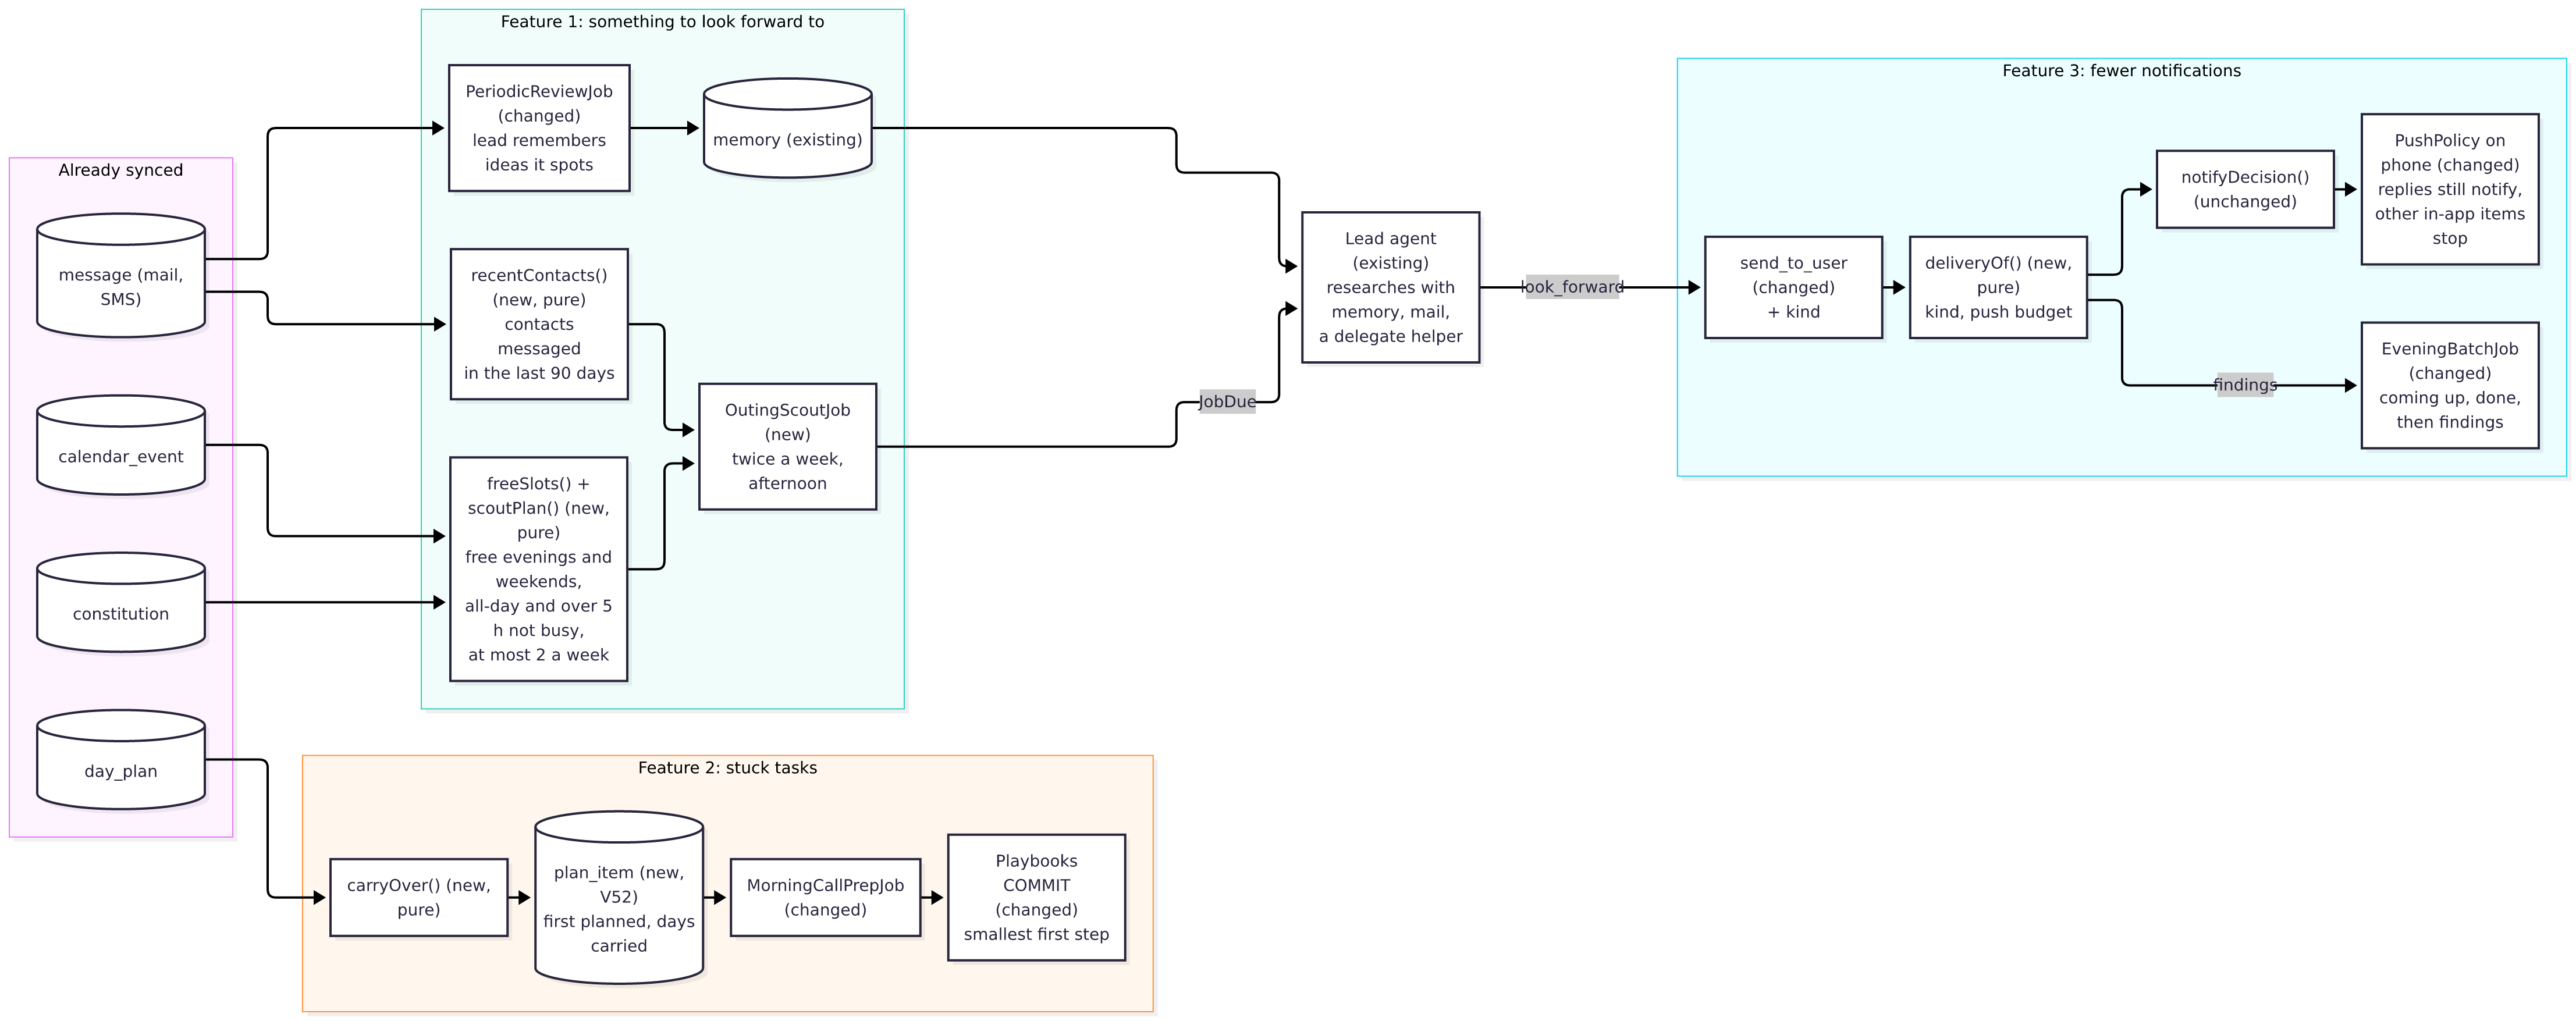 Feature 1: something to look forward to
PeriodicReviewJob
(changed)
lead remembers
ideas it spots
memory (existing)
Already synced
message (mail,
SMS)
calendar_event
constitution
day_plan
recentContacts()
(new, pure)
contacts
messaged
in the last 90 days
freeSlots() +
scoutPlan() (new,
pure)
free evenings and
weekends,
all-day and over 5
h not busy,
at most 2 a week
OutingScoutJob
(new)
twice a week,
afternoon
JobDue
Lead agent
(existing)
researches with
memory, mail,
a delegate helper
look_forward
Feature 3: fewer notifications
send_to_user
(changed)
+ kind
deliveryOf() (new,
pure)
kind, push budget
notifyDecision()
(unchanged)
PushPolicy on
phone (changed)
replies still notify,
other in-app items
stop
findings
EveningBatchJob
(changed)
coming up, done,
then findings
Feature 2: stuck tasks
carryOver() (new,
pure)
plan_item (new,
V52)
first planned, days
carried
MorningCallPrepJob
(changed)
Playbooks
COMMIT
(changed)
smallest first step